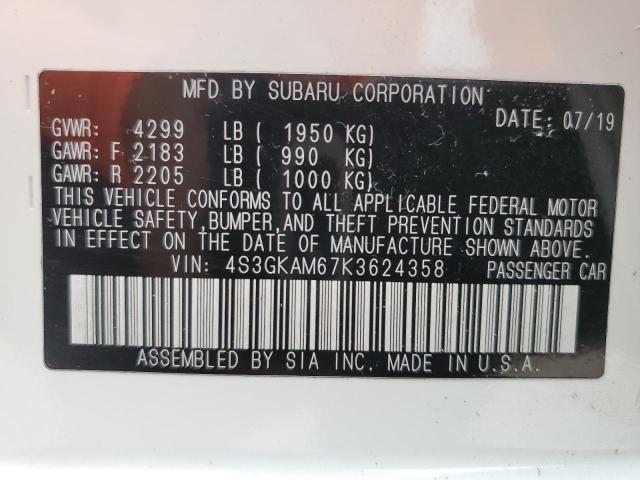 MFD BY SUBARU CORPORATION
DATE: 07/19
GVWR: 4299 LB ( 1950 KG)
GAWR: F 2183 LB ( 990 KG)
GAWR: R 2205 LB ( 1000 KG)
THIS VEHICLE CONFORMS TO ALL APPLICABLE FEDERAL MOTOR
VEHICLE SAFETY,BUMPER,AND THEFT PREVENTION STANDARDS
IN EFFECT ON THE DATE OF MANUFACTURE SHOWN ABOVE.
VIN: 4S3GKAM67K3624358 PASSENGER CAR
ASSEMBLED BY SIA INC. MADE IN U.S.A.